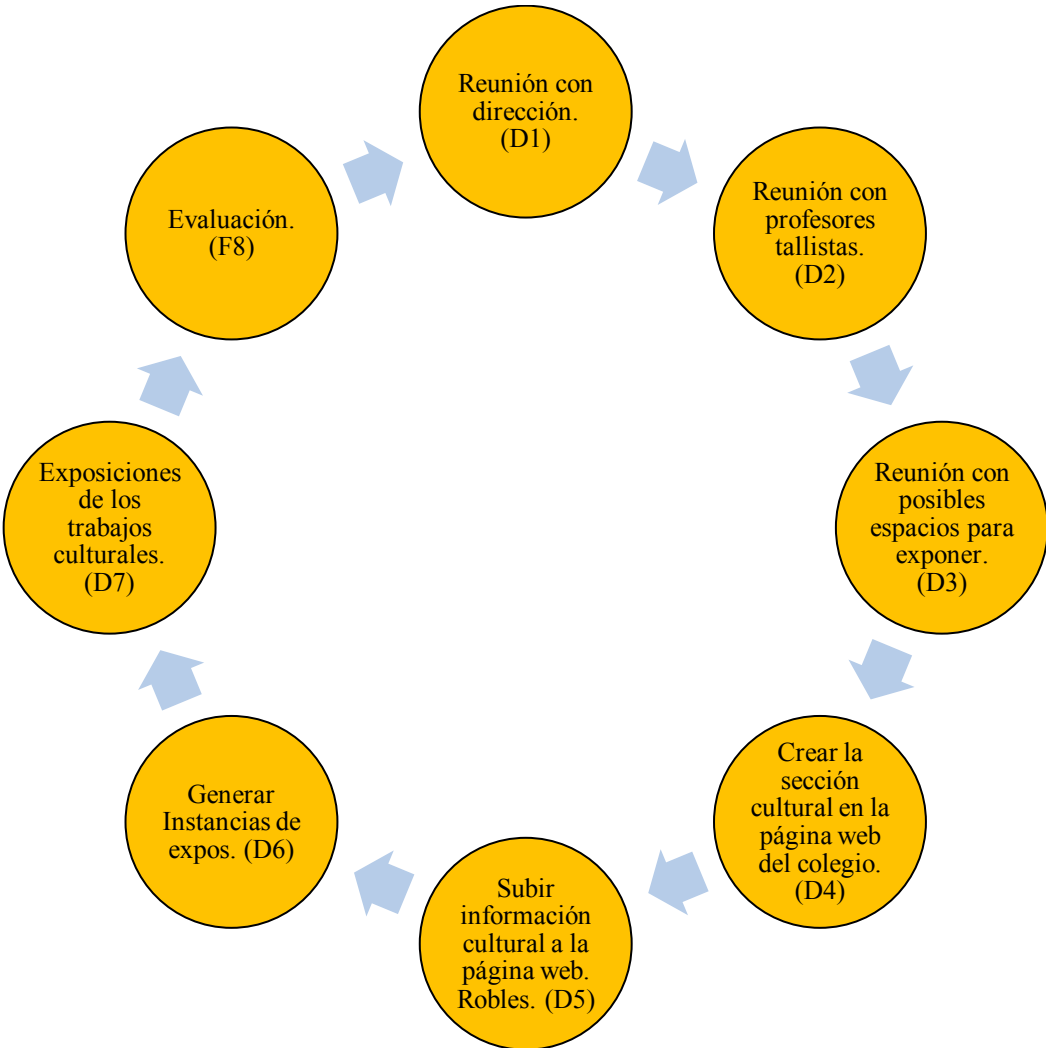 Reunión con
dirección.
(D1)
Reunión con
profesores
tallistas.
(D2)
Reunión con
posibles
espacios para
exponer.
(D3)
Crear la
sección
cultural en la
página web
del colegio.
(D4)
Subir
información
cultural a la
página web.
Robles. (D5)
Generar
Instancias de
expos. (D6)
Exposiciones
de los
trabajos
culturales.
(D7)
Evaluación.
(F8)